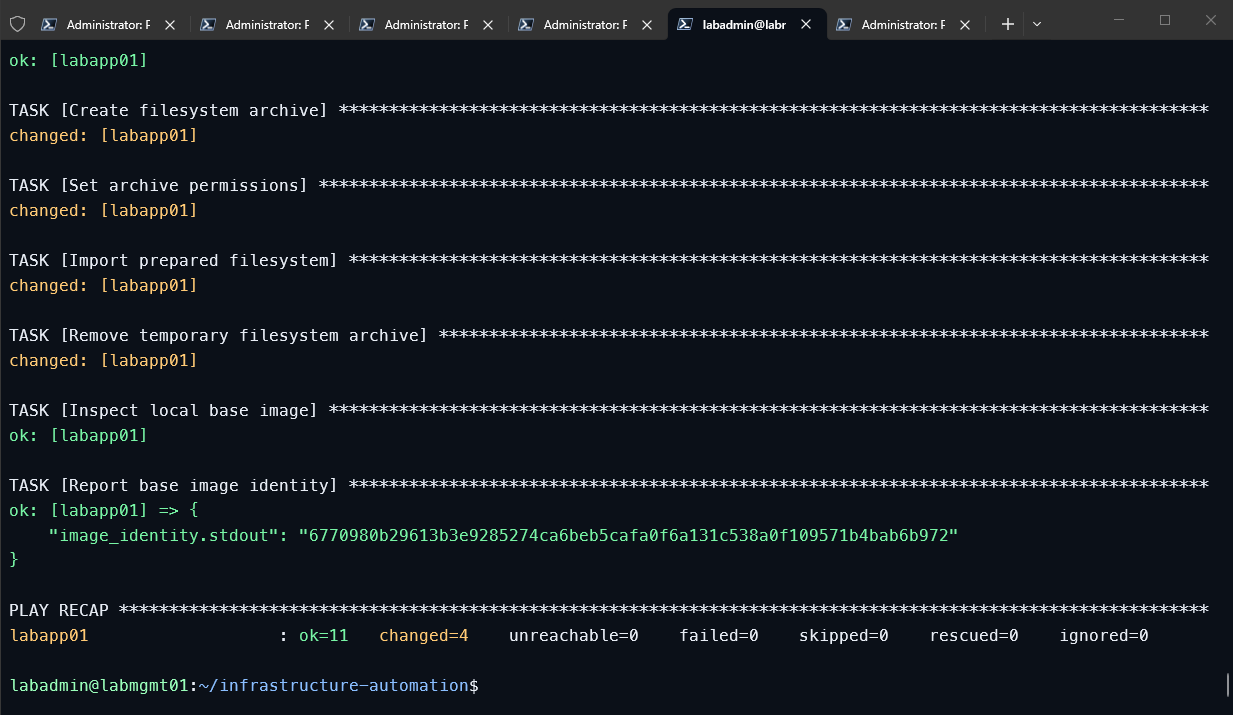 Administrator: F
Administrator: F
Administrator: F
Administrator: F
labadmin@labr
Administrator: F
ok: [labapp01]
TASK [Create filesystem archive] ***************************************************************************************
changed: [labapp01]
TASK [Set archive permissions] *****************************************************************************************
changed: [labapp01]
TASK [Import prepared filesystem] **************************************************************************************
changed: [labapp01]
TASK [Remove temporary filesystem archive] *****************************************************************************
changed: [labapp01]
TASK [Inspect local base image] ****************************************************************************************
ok: [labapp01]
TASK [Report base image identity] **************************************************************************************
ok: [labapp01] => {
    "image_identity.stdout": "6770980b29613b3e9285274ca6beb5cafa0f6a131c538a0f109571b4bab6b972"
}
PLAY RECAP *************************************************************************************************************
labapp01                   : ok=11   changed=4    unreachable=0    failed=0    skipped=0    rescued=0    ignored=0
labadmin@labmgmt01:~/infrastructure-automation$